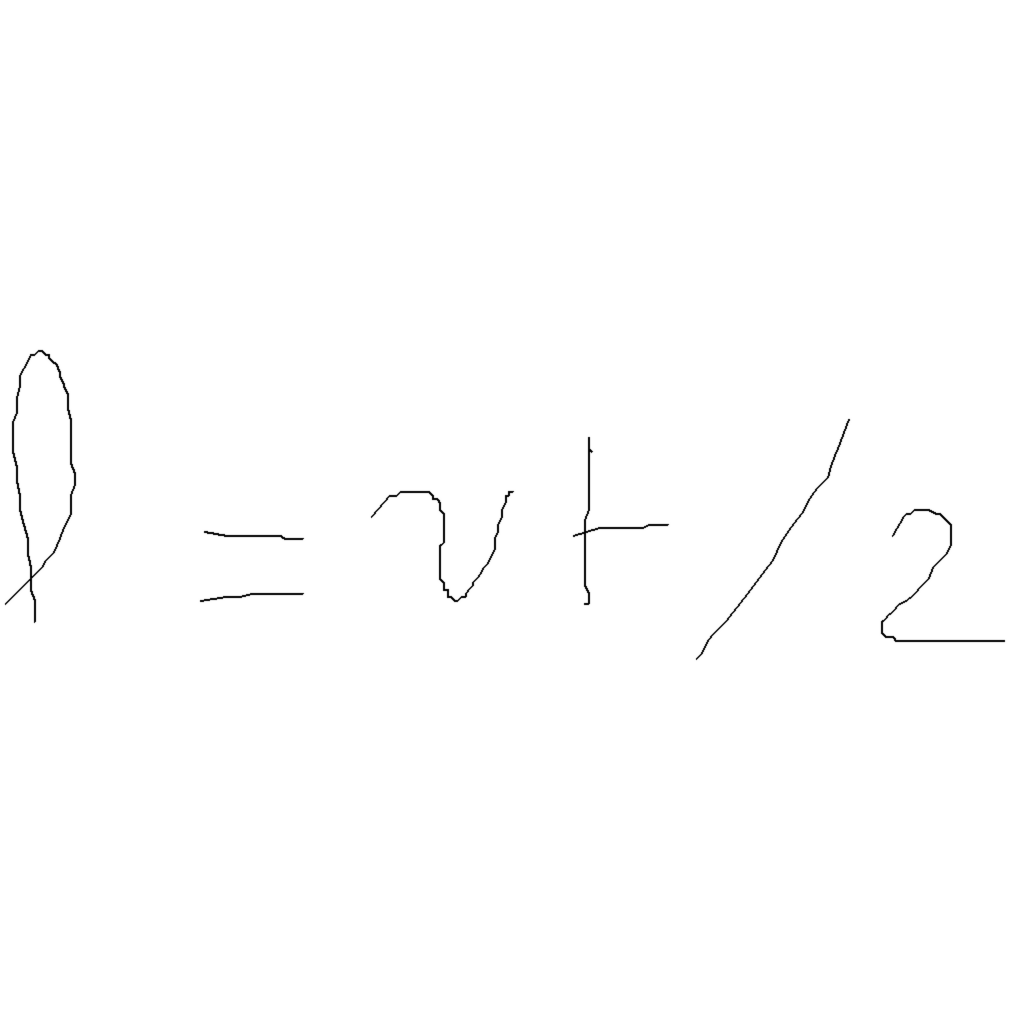 l = vt/2